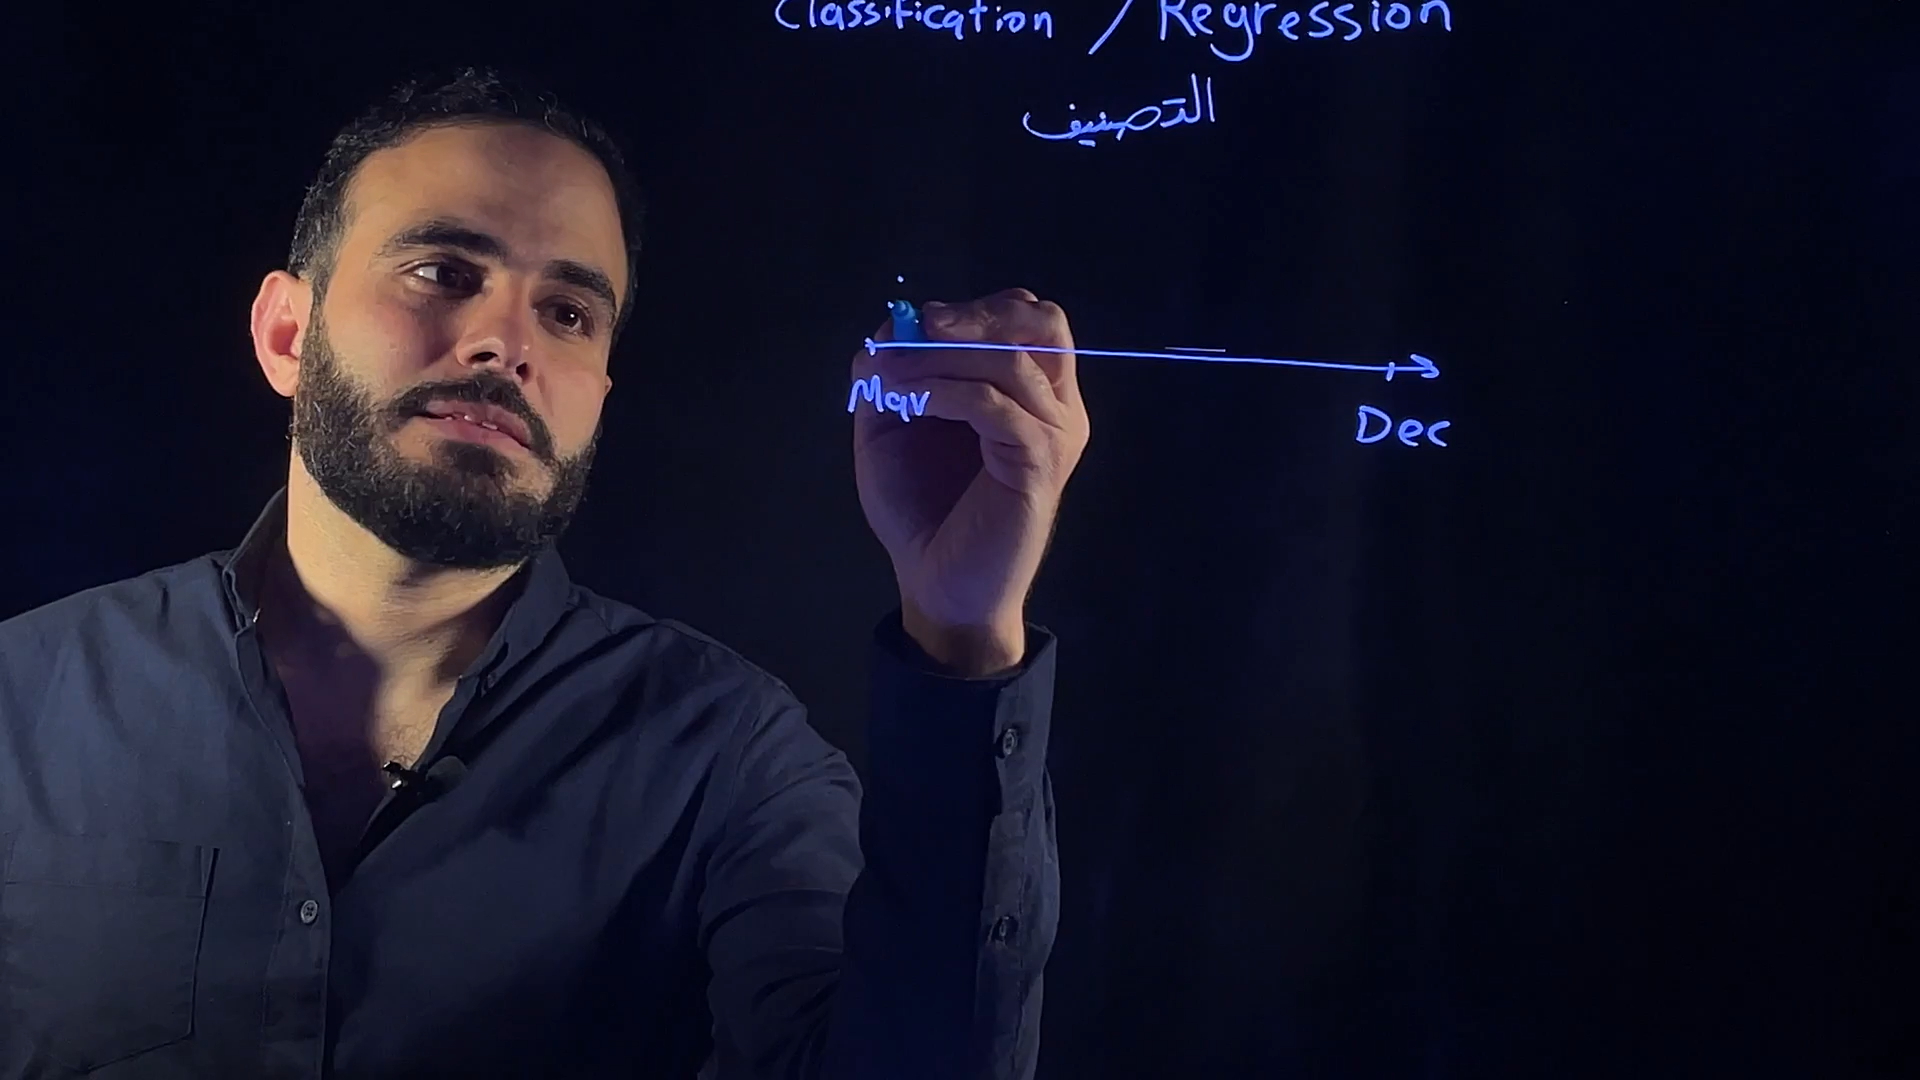 Classification / Regression
التصنيف
Mar
Dec